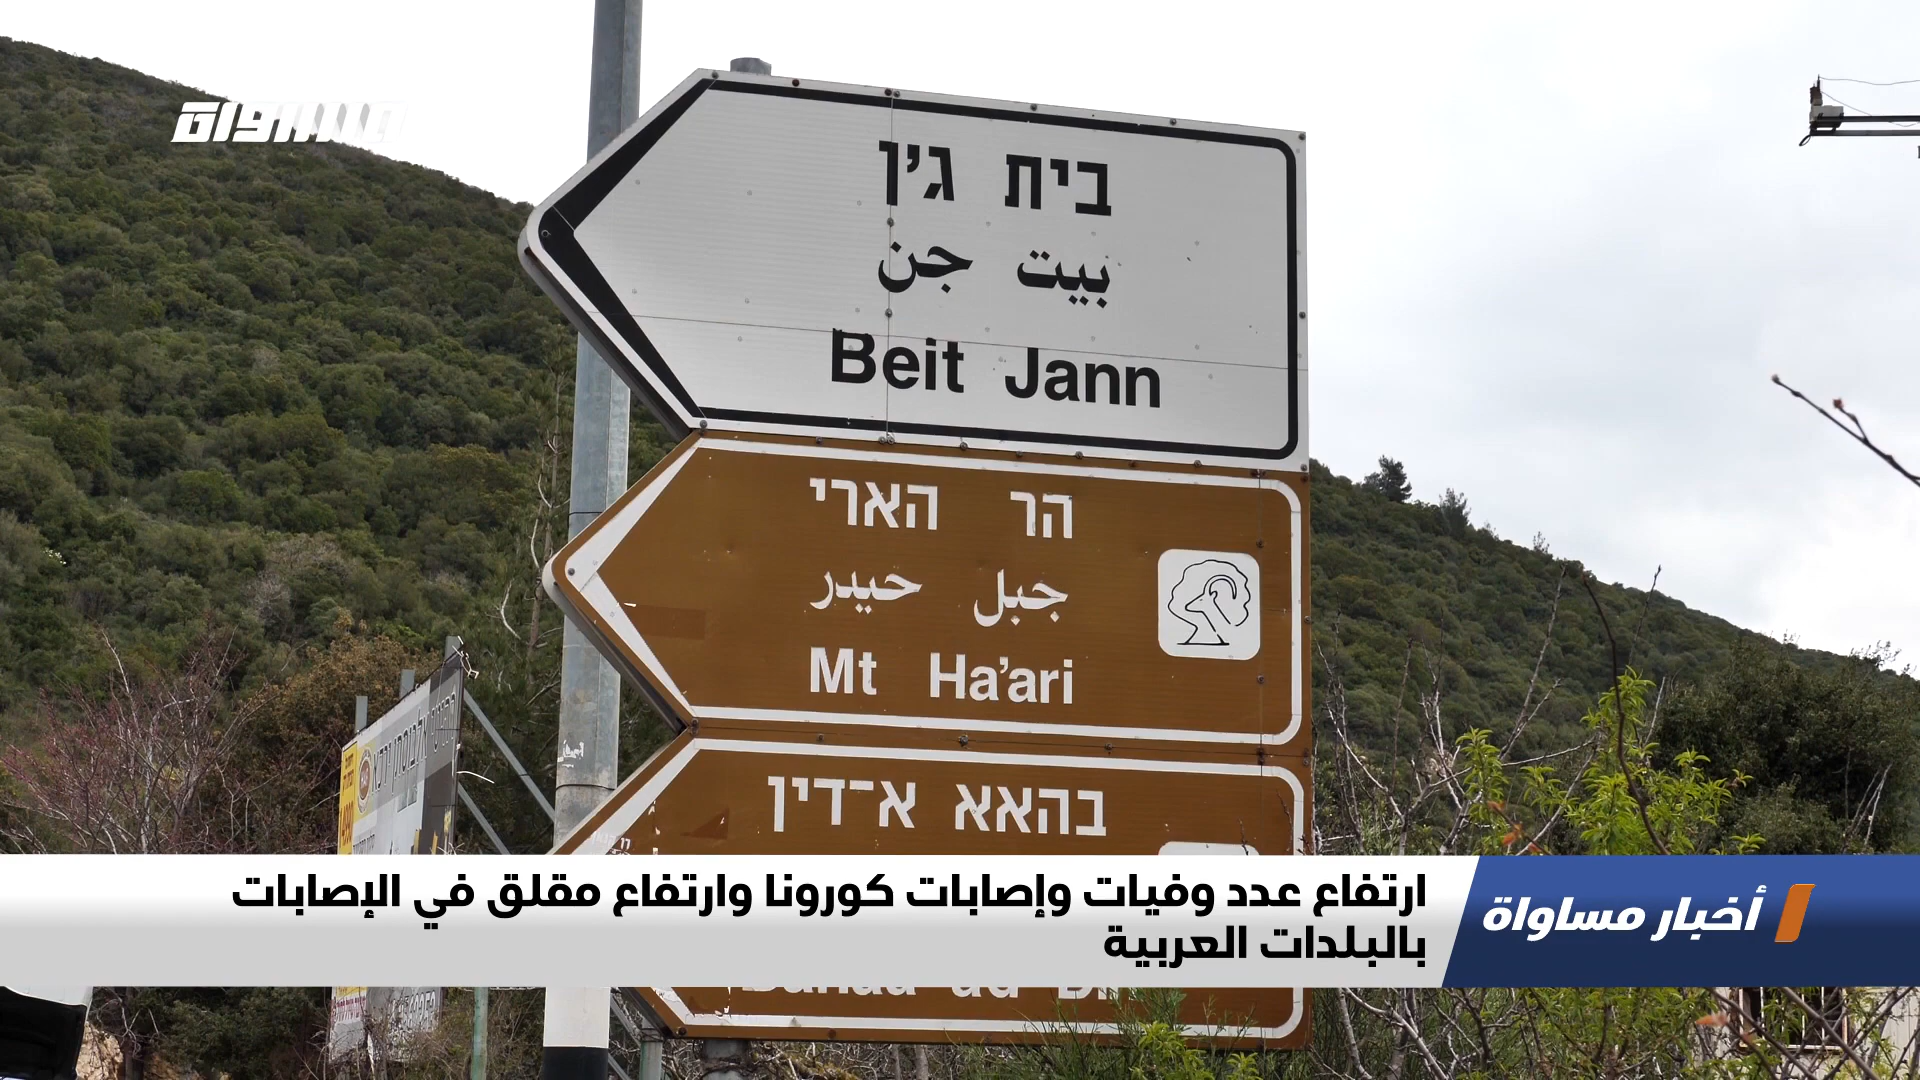 مساواة
בית ג'ן
بيت جن
Beit Jann
הר הארי
جبل حيدر
Mt Ha'ari
בהאא א-דין
أخبار مساواة
ارتفاع عدد وفيات وإصابات كورونا وارتفاع مقلق في الإصابات
بالبلدات العربية